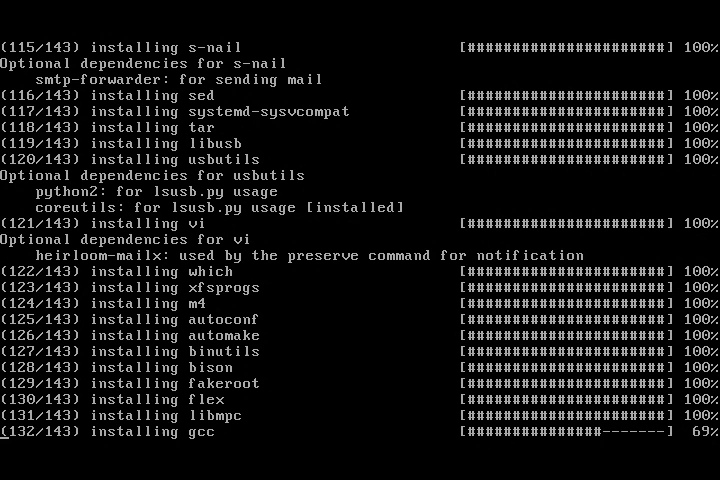 (115/143) installing s-nail [######################] 100%
Optional dependencies for s-nail
smtp-forwarder: for sending mail
(116/143) installing sed [######################] 100%
(117/143) installing systemd-sysvcompat [######################] 100%
(118/143) installing tar [######################] 100%
(119/143) installing libusb [######################] 100%
(120/143) installing usbutils [######################] 100%
Optional dependencies for usbutils
python2: for lsusb.py usage
coreutils: for lsusb.py usage [installed]
(121/143) installing vi [######################] 100%
Optional dependencies for vi
heirloom-mailx: used by the preserve command for notification
(122/143) installing which [######################] 100%
(123/143) installing xfsprogs [######################] 100%
(124/143) installing m4 [######################] 100%
(125/143) installing autoconf [######################] 100%
(126/143) installing automake [######################] 100%
(127/143) installing binutils [######################] 100%
(128/143) installing bison [######################] 100%
(129/143) installing fakeroot [######################] 100%
(130/143) installing flex [######################] 100%
(131/143) installing libmpc [######################] 100%
(132/143) installing gcc [###############-------] 69%